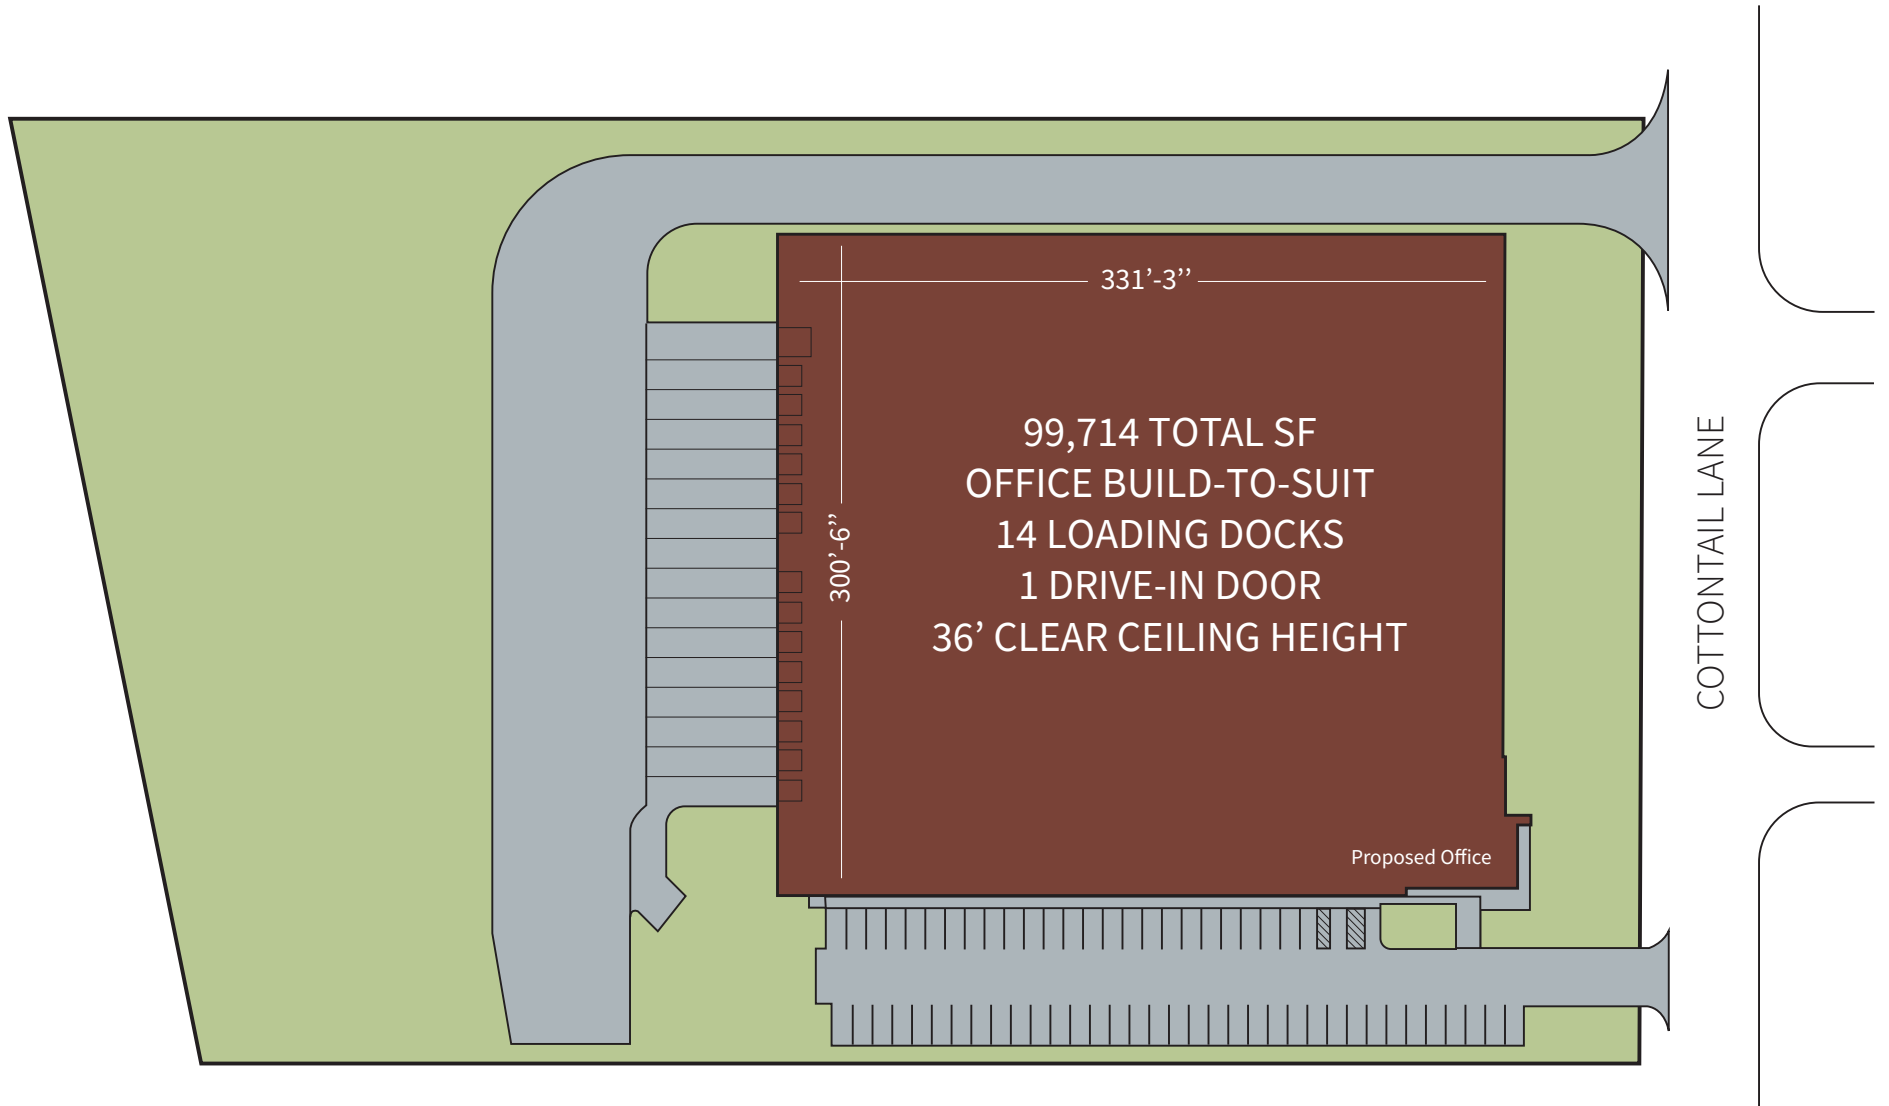 331’-3’’
99,714 TOTAL SF
OFFICE BUILD-TO-SUIT
14 LOADING DOCKS
1 DRIVE-IN DOOR
36’ CLEAR CEILING HEIGHT
300’-6’’
Proposed Office
COTTONTAIL LANE